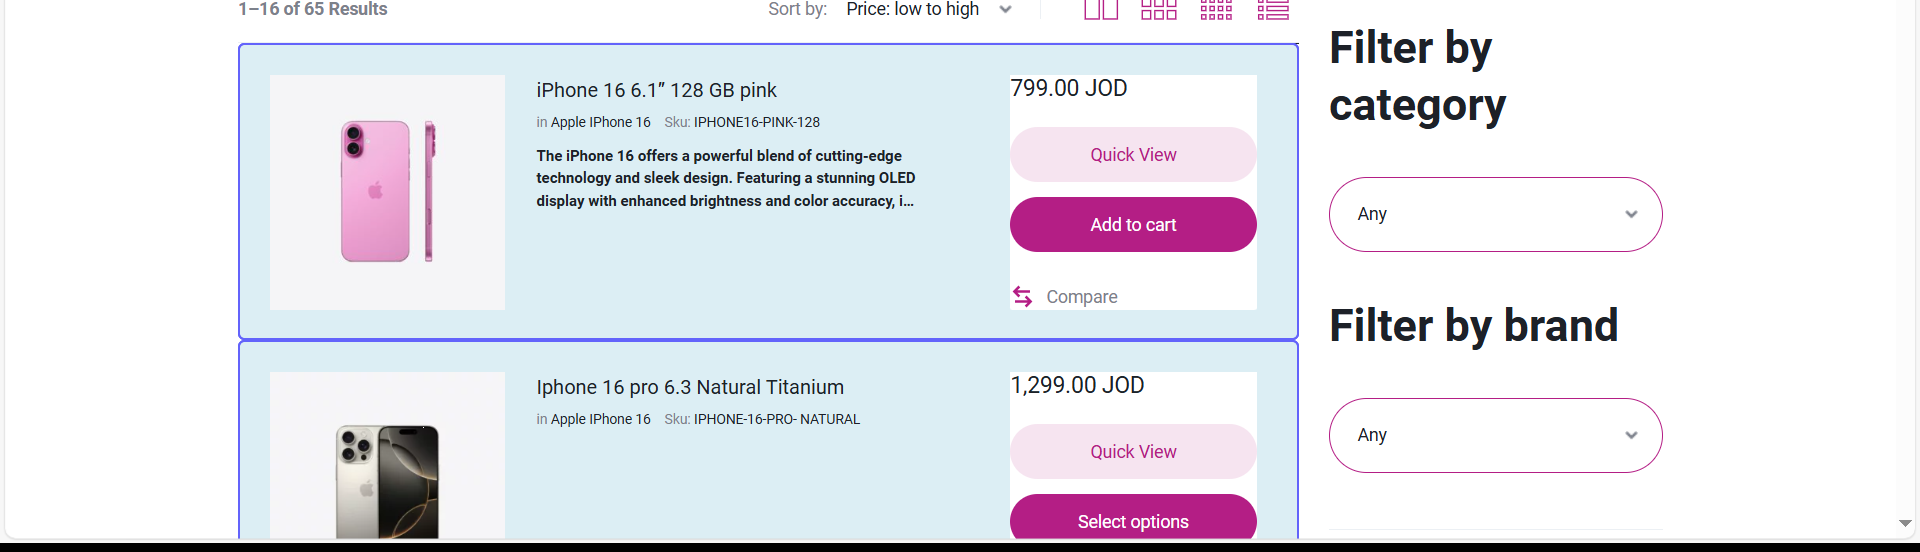 1–16 of 65 Results
Sort by: Price: low to high
iPhone 16 6.1” 128 GB pink
in Apple IPhone 16 Sku: IPHONE16-PINK-128
The iPhone 16 offers a powerful blend of cutting-edge
technology and sleek design. Featuring a stunning OLED
display with enhanced brightness and color accuracy, i...
799.00 JOD
Quick View
Add to cart
Compare
Iphone 16 pro 6.3 Natural Titanium
in Apple IPhone 16 Sku: IPHONE-16-PRO- NATURAL
1,299.00 JOD
Quick View
Select options
Filter by
category
Any
Filter by brand
Any